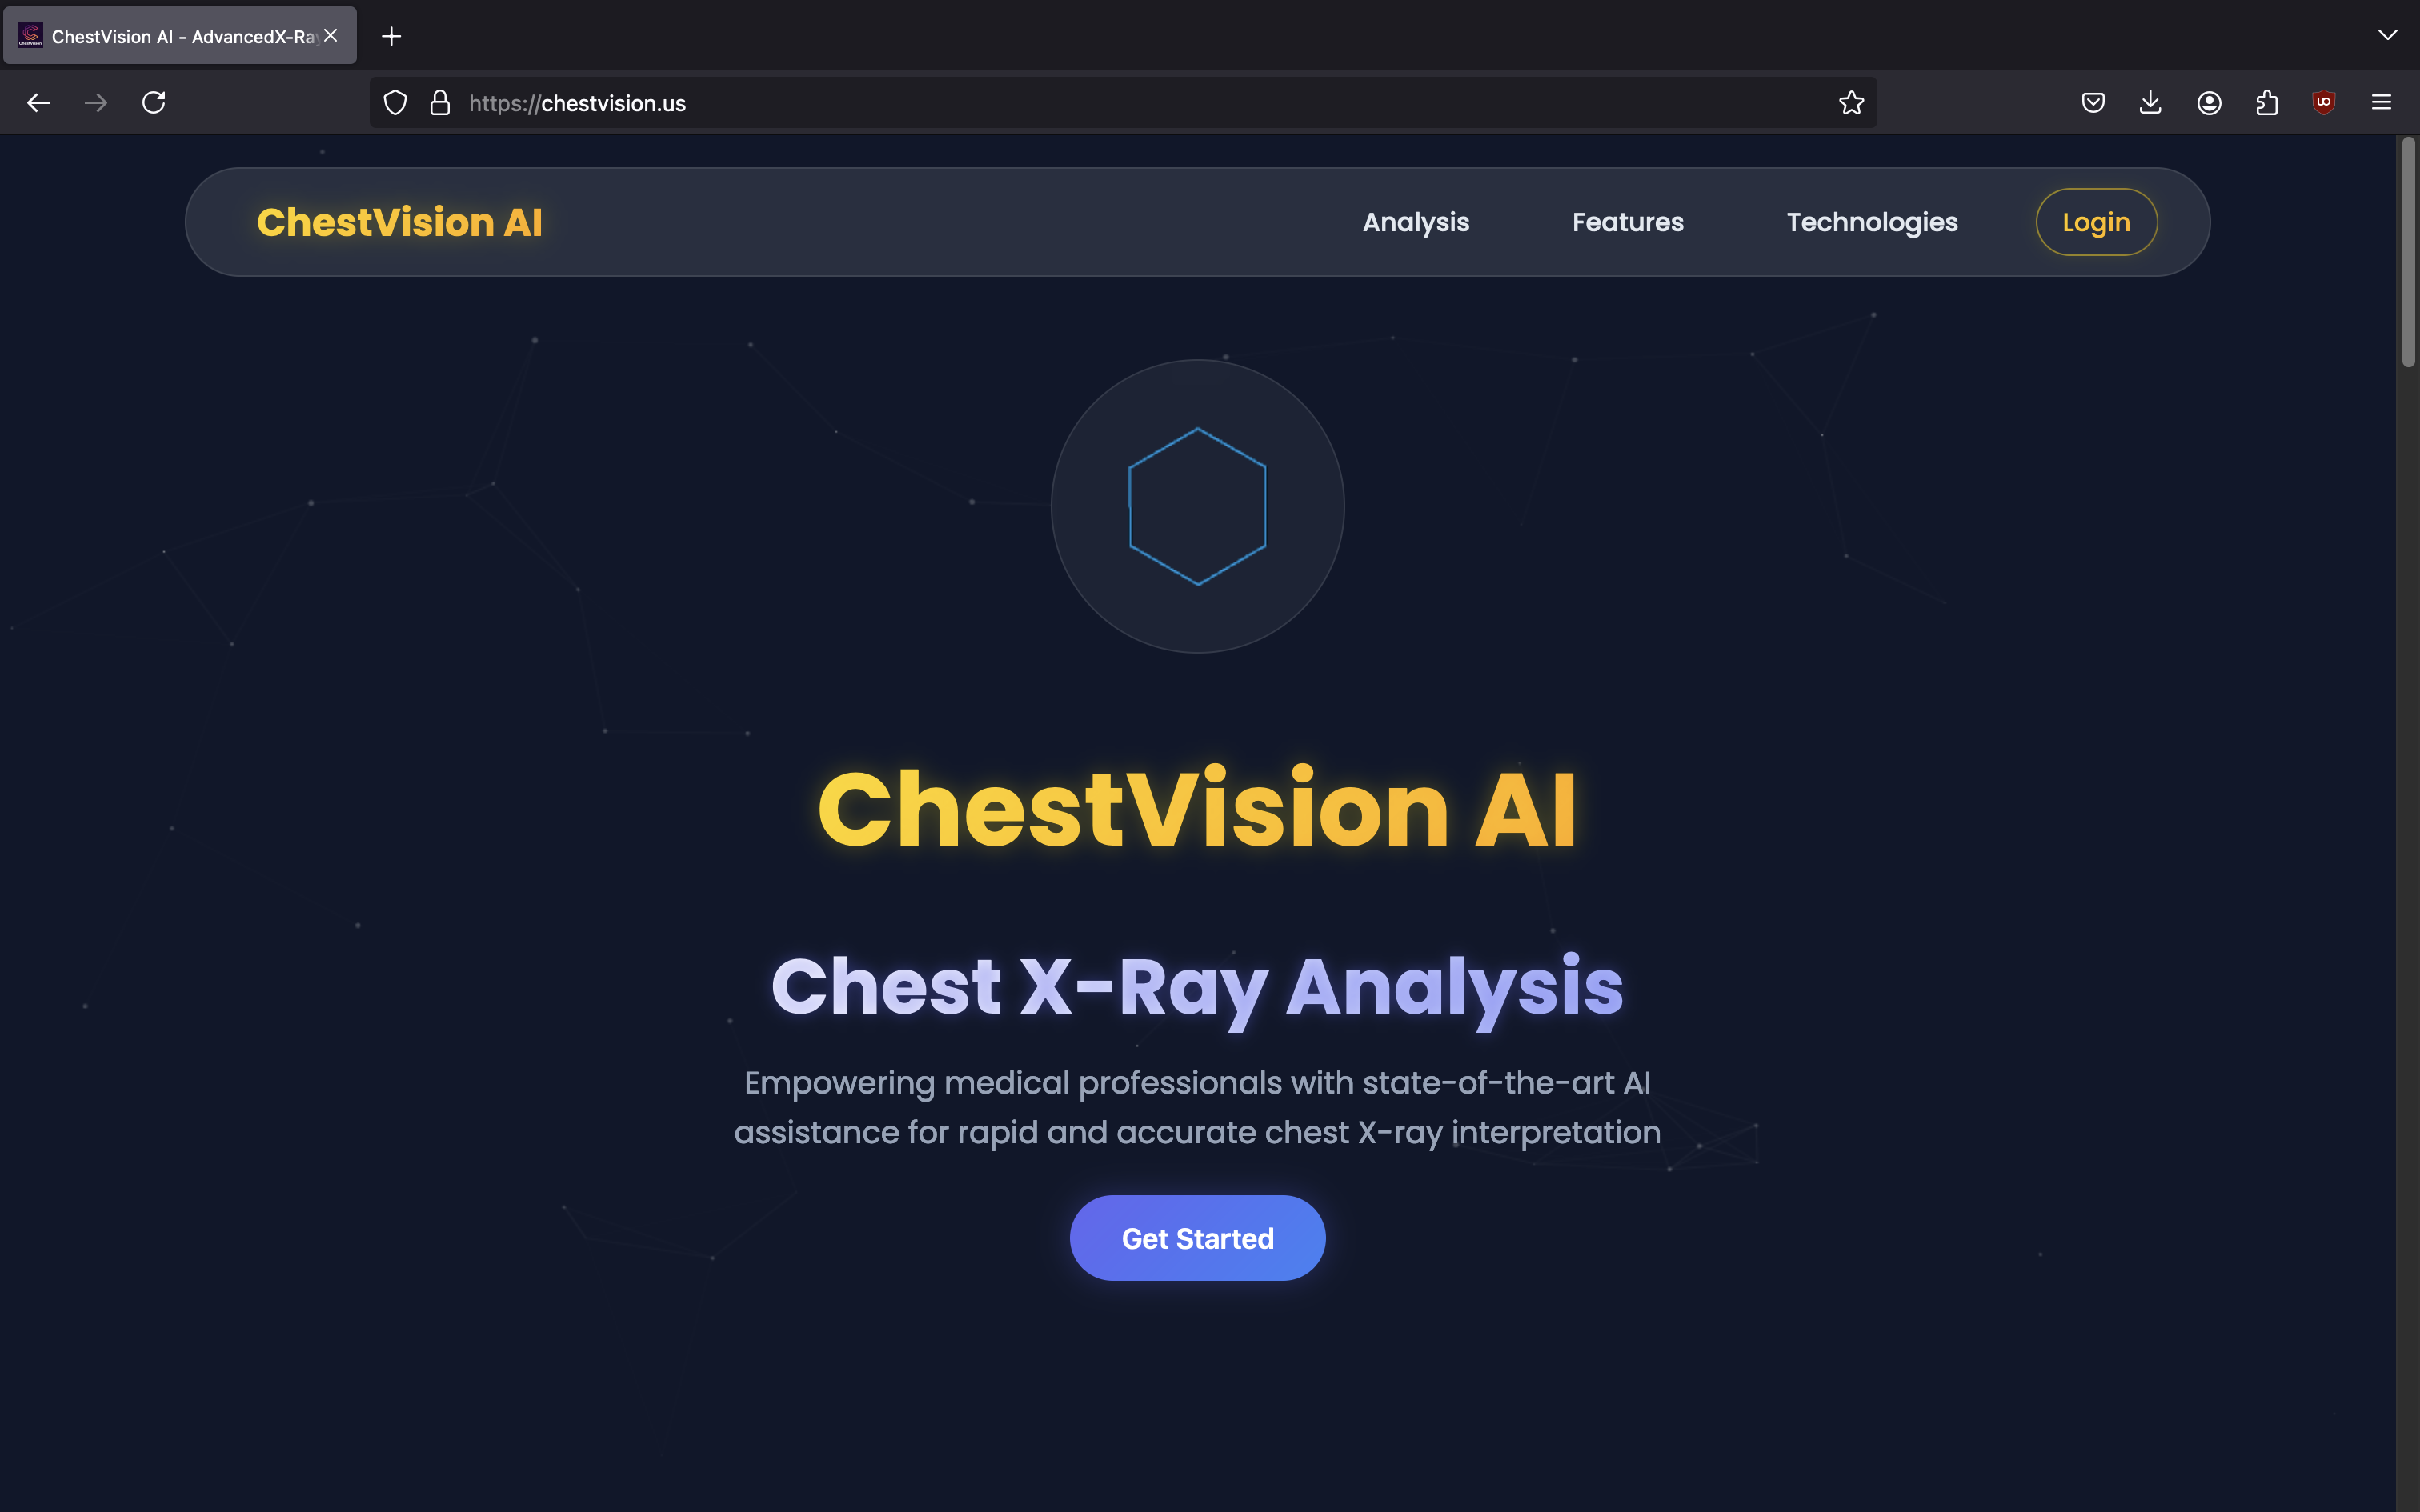 ChestVision AI - AdvancedX-Ra
https://chestvision.us
ChestVision AI
Analysis
Features
Technologies
Login
ChestVision AI
Chest X-Ray Analysis
Empowering medical professionals with state-of-the-art AI
assistance for rapid and accurate chest X-ray interpretation
Get Started